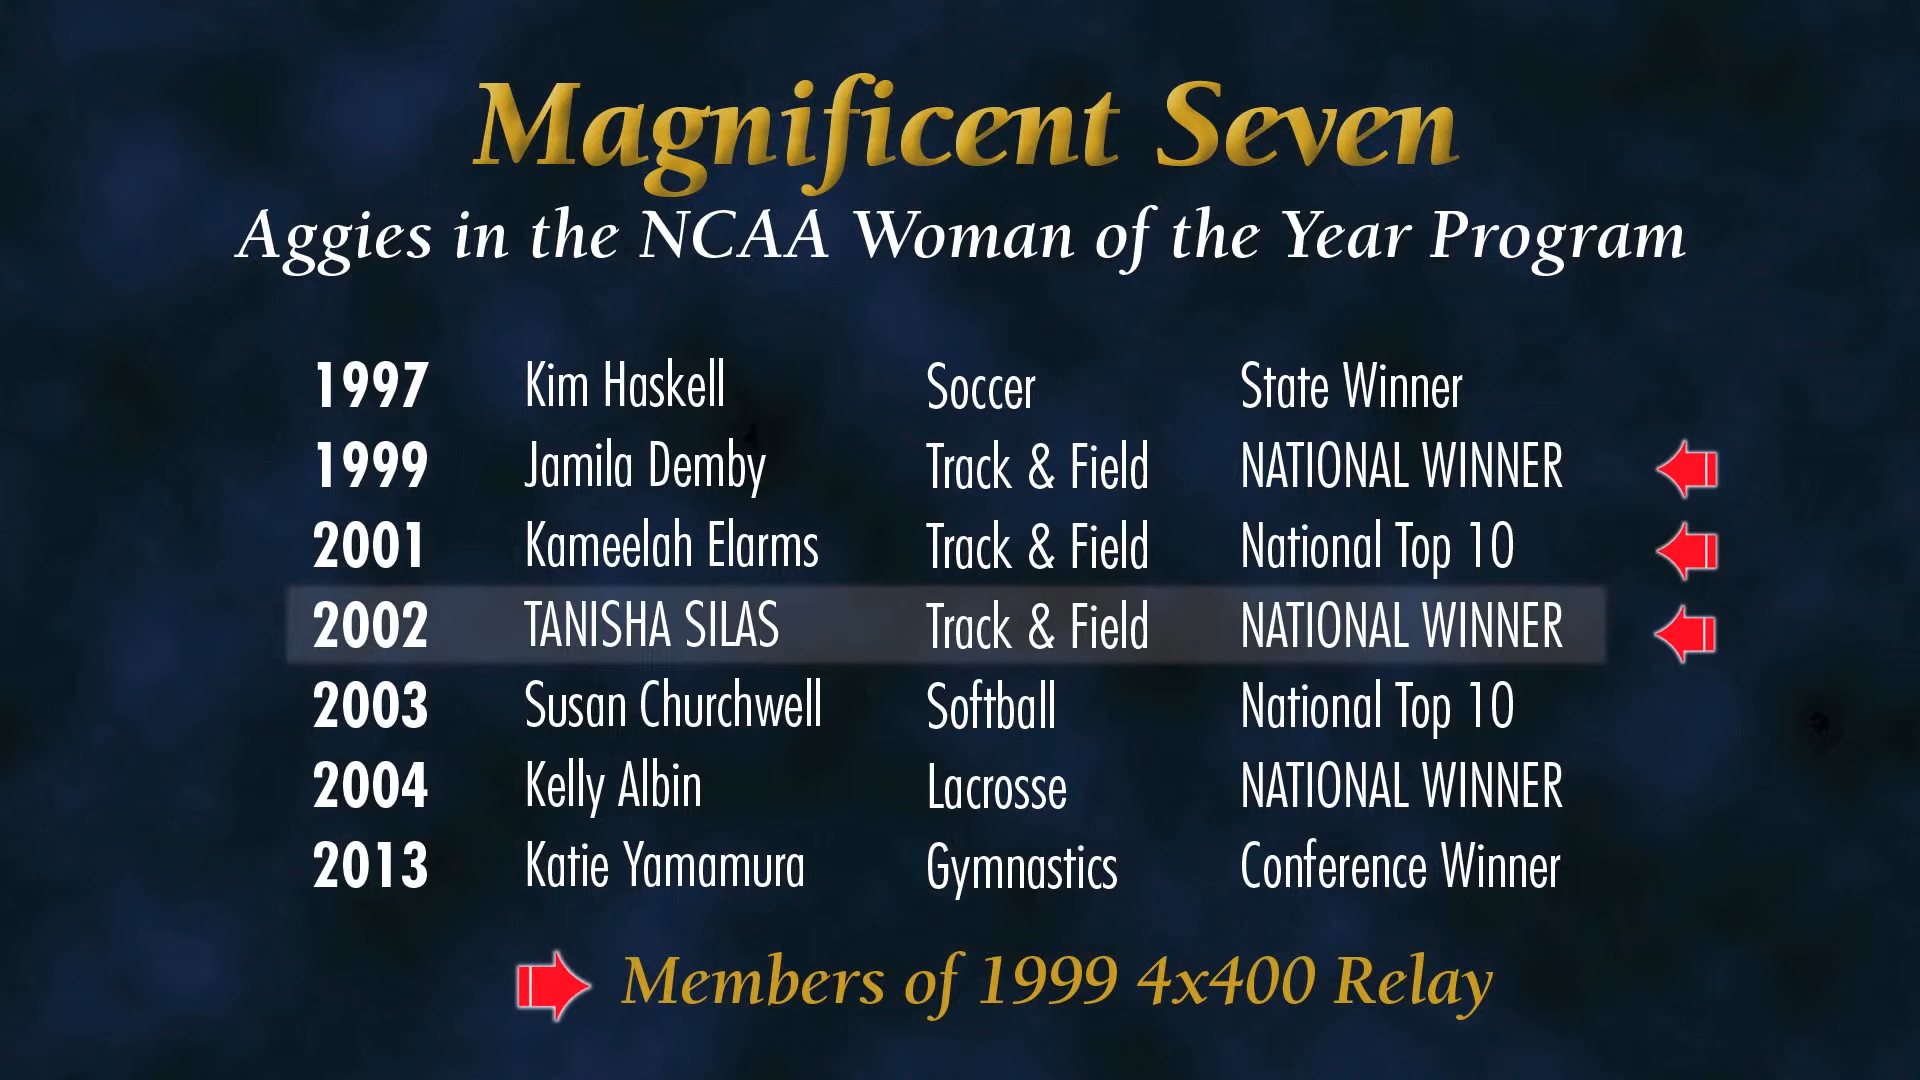 Magnificent Seven
Aggies in the NCAA Woman of the Year Program
1997 Kim Haskell Soccer State Winner
1999 Jamila Demby Track & Field NATIONAL WINNER
2001 Kameelah Elarms Track & Field National Top 10
2002 TANISHA SILAS Track & Field NATIONAL WINNER
2003 Susan Churchwell Softball National Top 10
2004 Kelly Albin Lacrosse NATIONAL WINNER
2013 Katie Yamamura Gymnastics Conference Winner
Members of 1999 4x400 Relay